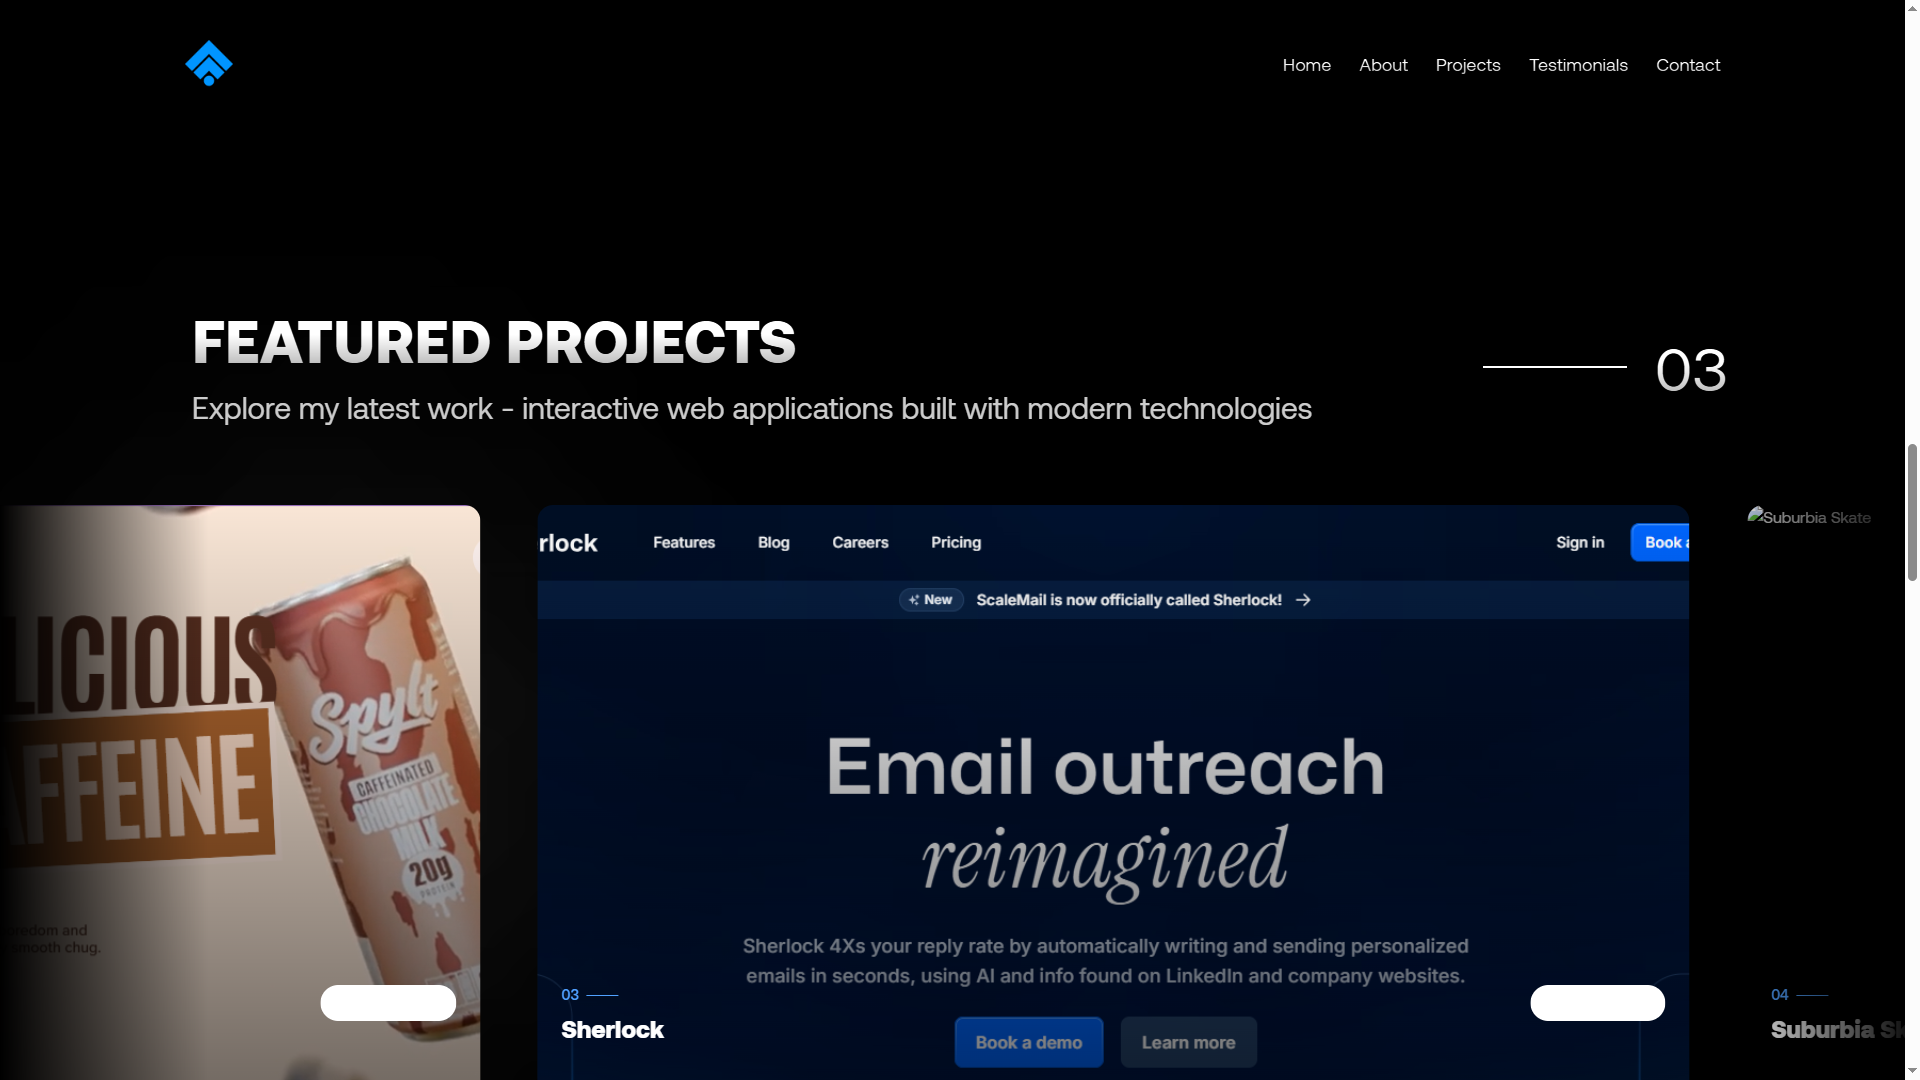 Home About Projects Testimonials Contact
FEATURED PROJECTS
Explore my latest work - interactive web applications built with modern technologies
03
LICIOUS
AFFEINE
Spylt
CAFFEINATED
CHOCOLATE
MILK
20g
PROTEIN
and
smooth chug.
rlock Features Blog Careers Pricing Sign in Book a
New ScaleMail is now officially called Sherlock! →
Email outreach
reimagined
Sherlock 4Xs your reply rate by automatically writing and sending personalized
emails in seconds, using AI and info found on LinkedIn and company websites.
03
Sherlock
Book a demo Learn more
Suburbia Skate
04
Suburbia Sk